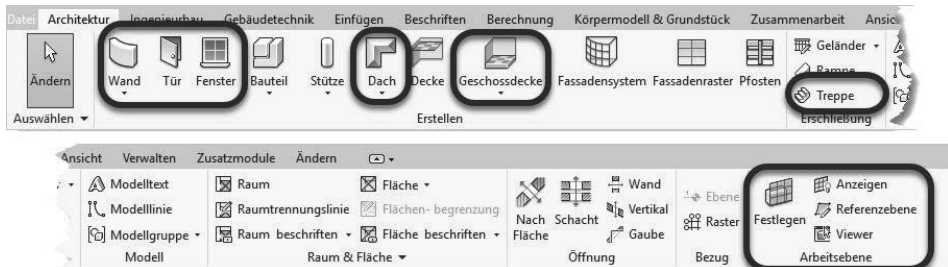 Datei Architektur Ingenieurbau Gebäudetechnik Einfügen Beschriften Berechnung Körpermodell & Grundstück Zusammenarbeit
Ändern Wand Tür Fenster Bauteil Stütze Dach Decke Geschossdecke Fassadensystem Fassadenraster Pfosten
Geländer
Rampe
Treppe
Auswählen Erstellen Erschließung
Ansicht Verwalten Zusatzmodule Ändern
Modelltext Raum Fläche Wand Anzeigen
Modelllinie Raumtrennungslinie Flächen- begrenzung Nach Fläche Schacht Vertikal Ebene Raster Festlegen Referenzebene
Modellgruppe Raum beschriften Fläche beschriften Gaube Viewer
Modell Raum & Fläche Öffnung Bezug Arbeitsebene